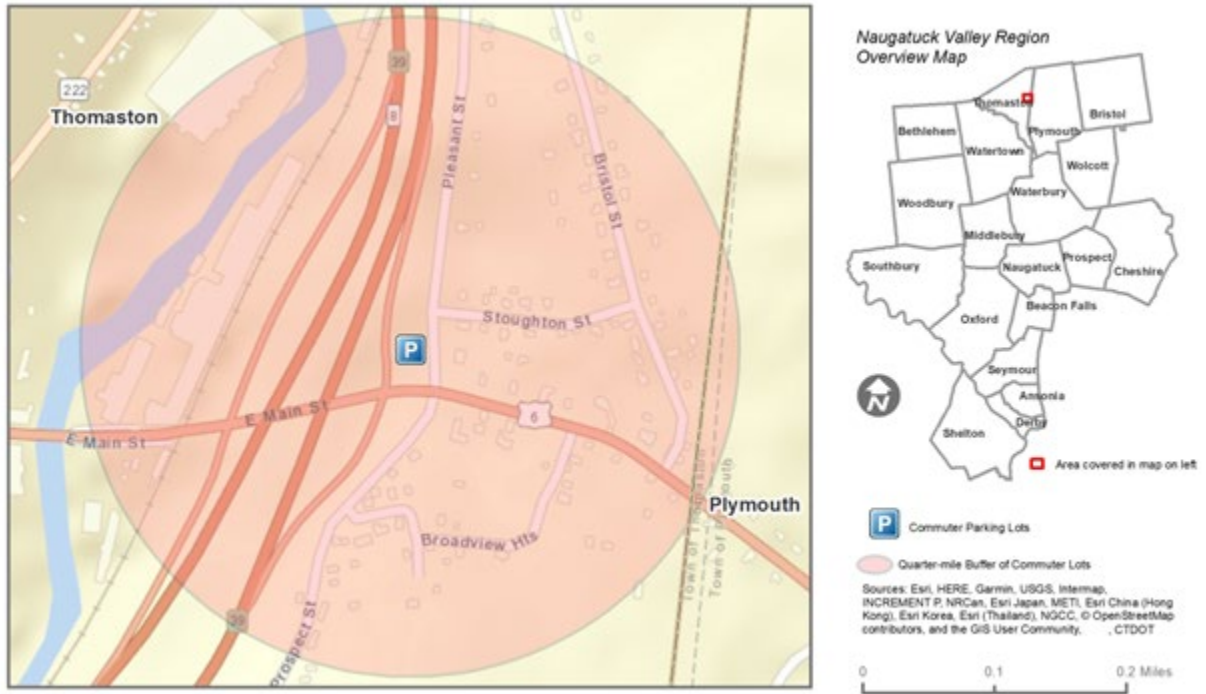 222
Thomaston
39
8
Pleasant St
Bristol St
Stoughton St
P
E Main St
E Main St
6
Plymouth
Broadview Hts
Town of Thomaston
Town of Plymouth
39
Prospect St
Naugatuck Valley Region
Overview Map
Thomaston
Bristol
Bethlehem
Plymouth
Watertown
Wolcott
Waterbury
Woodbury
Middlebury
Prospect
Southbury
Naugatuck
Cheshire
Beacon Falls
Oxford
Seymour
Ansonia
Derby
Shelton
N
Area covered in map on left
P
Commuter Parking Lots
Quarter-mile Buffer of Commuter Lots
Sources: Esri, HERE, Garmin, USGS, Intermap,
INCREMENT P, NRCan, Esri Japan, METI, Esri China (Hong
Kong), Esri Korea, Esri (Thailand), NGCC, © OpenStreetMap
contributors, and the GIS User Community, , CTDOT
0 0.1 0.2 Miles